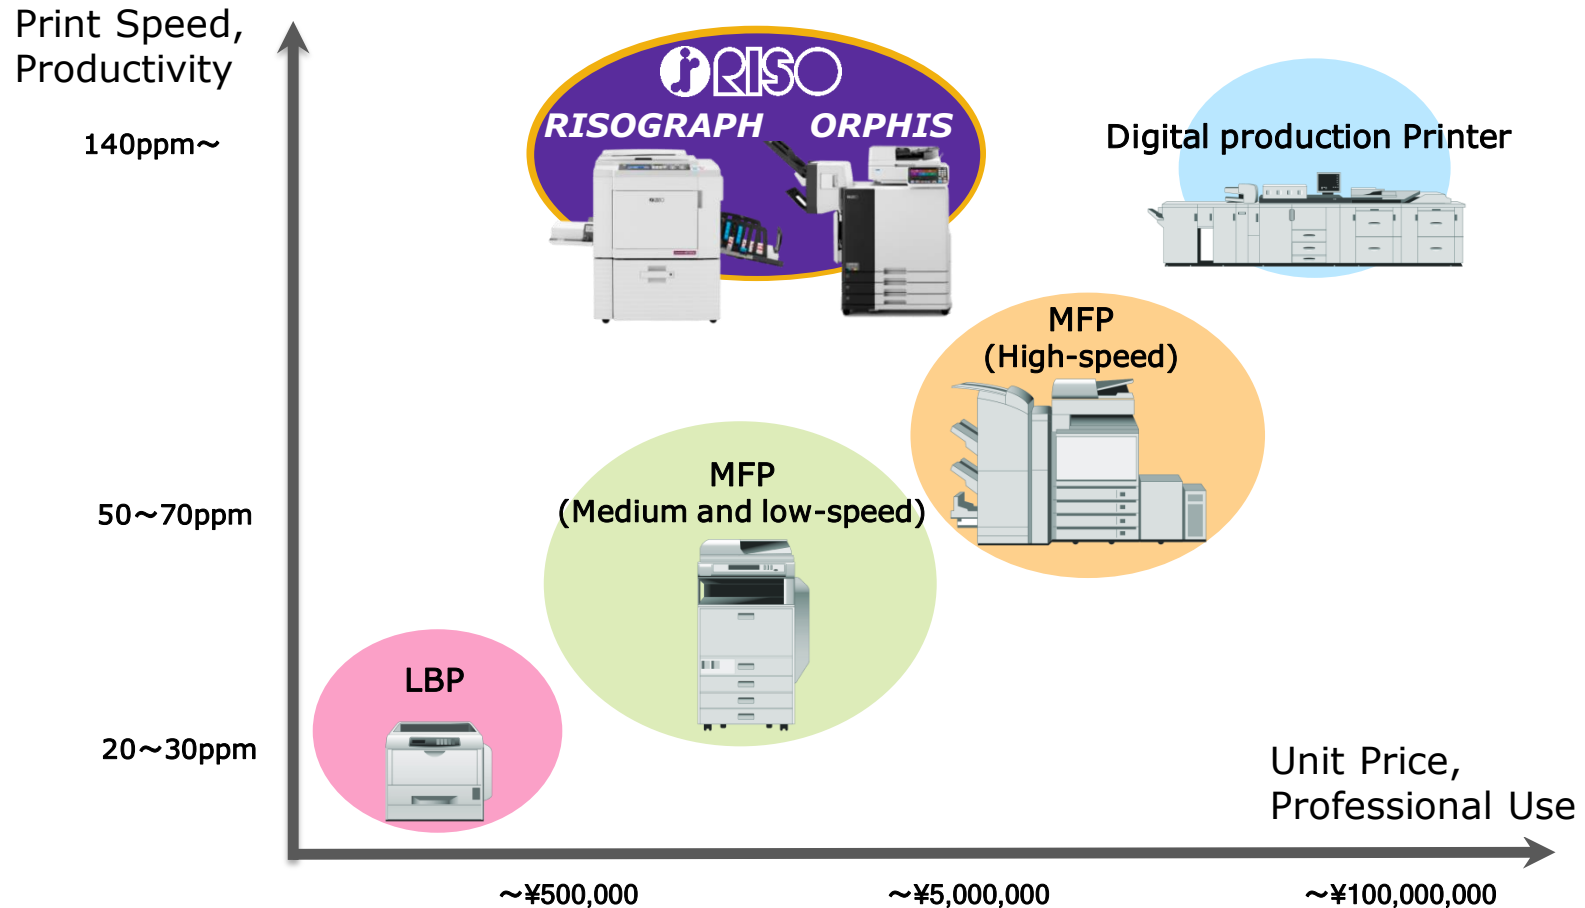 Print Speed,
Productivity
140ppm～
RISO
RISOGRAPH ORPHIS
Digital production Printer
MFP
(High-speed)
MFP
(Medium and low-speed)
50～70ppm
LBP
20～30ppm
Unit Price,
Professional Use
～¥500,000
～¥5,000,000
～¥100,000,000